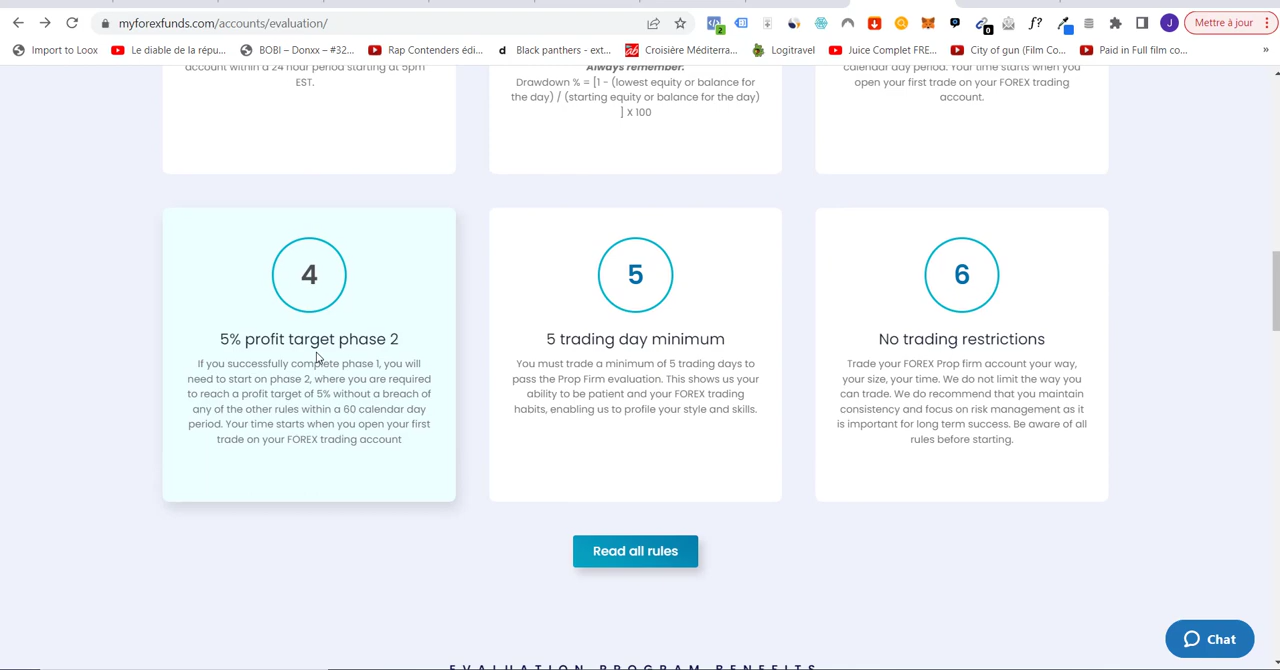 myforexfunds.com/accounts/evaluation/
2
0
f?
J
Mettre à jour
Import to Loox
Le diable de la répu...
BOBI – Donxx – #32...
Rap Contenders édi...
d Black panthers - ext...
ab Croisière Méditerra...
Logitravel
Juice Complet FRE...
City of gun (Film Co...
Paid in Full film co...
»
account within a 24 hour period starting at 5pm
EST.
Always remember:
Drawdown % = [1 - (lowest equity or balance for
the day) / (starting equity or balance for the day)
] X 100
calendar day period. Your time starts when you
open your first trade on your FOREX trading
account.
4
5% profit target phase 2
If you successfully complete phase 1, you will
need to start on phase 2, where you are required
to reach a profit target of 5% without a breach of
any of the other rules within a 60 calendar day
period. Your time starts when you open your first
trade on your FOREX trading account
5
5 trading day minimum
You must trade a minimum of 5 trading days to
pass the Prop Firm evaluation. This shows us your
ability to be patient and your FOREX trading
habits, enabling us to profile your style and skills.
6
No trading restrictions
Trade your FOREX Prop firm account your way,
your size, your time. We do not limit the way you
can trade. We do recommend that you maintain
consistency and focus on risk management as it
is important for long term success. Be aware of all
rules before starting.
Read all rules
Chat
EVALUATION PROGRAM BENEFITS